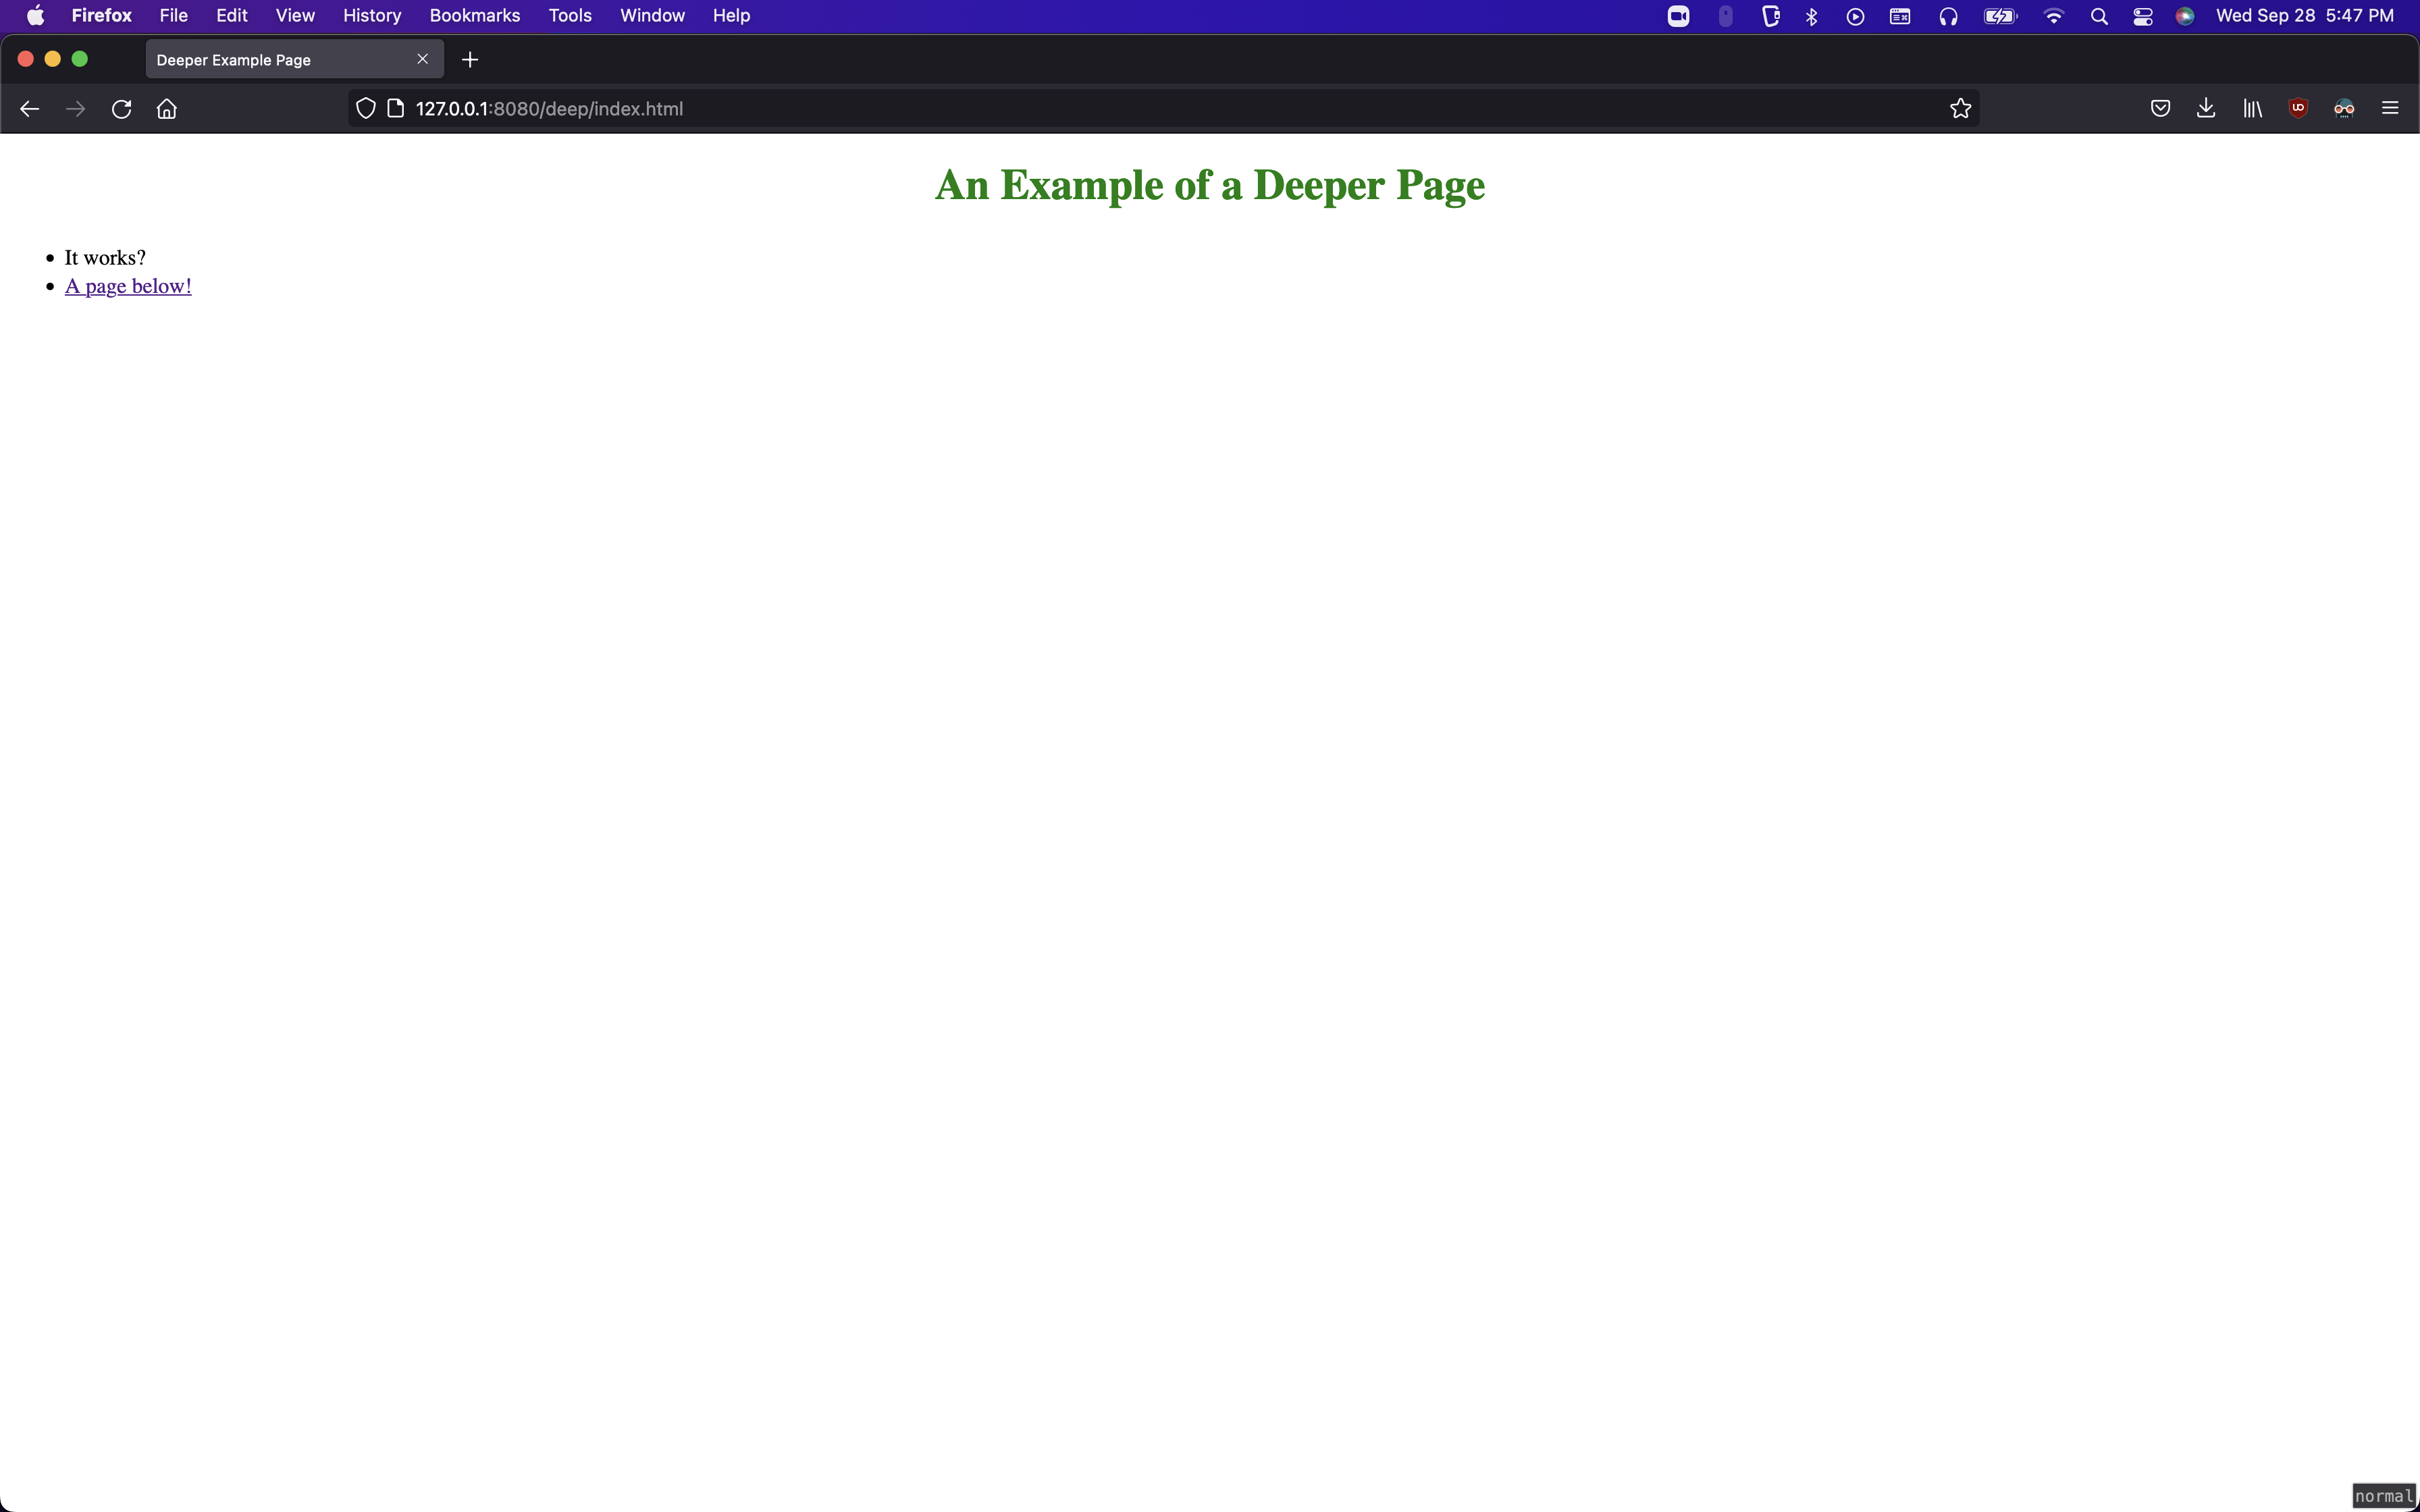 Firefox File Edit View History Bookmarks Tools Window Help Wed Sep 28 5:47 PM
Deeper Example Page
127.0.0.1:8080/deep/index.html
An Example of a Deeper Page
It works?
A page below!
normal